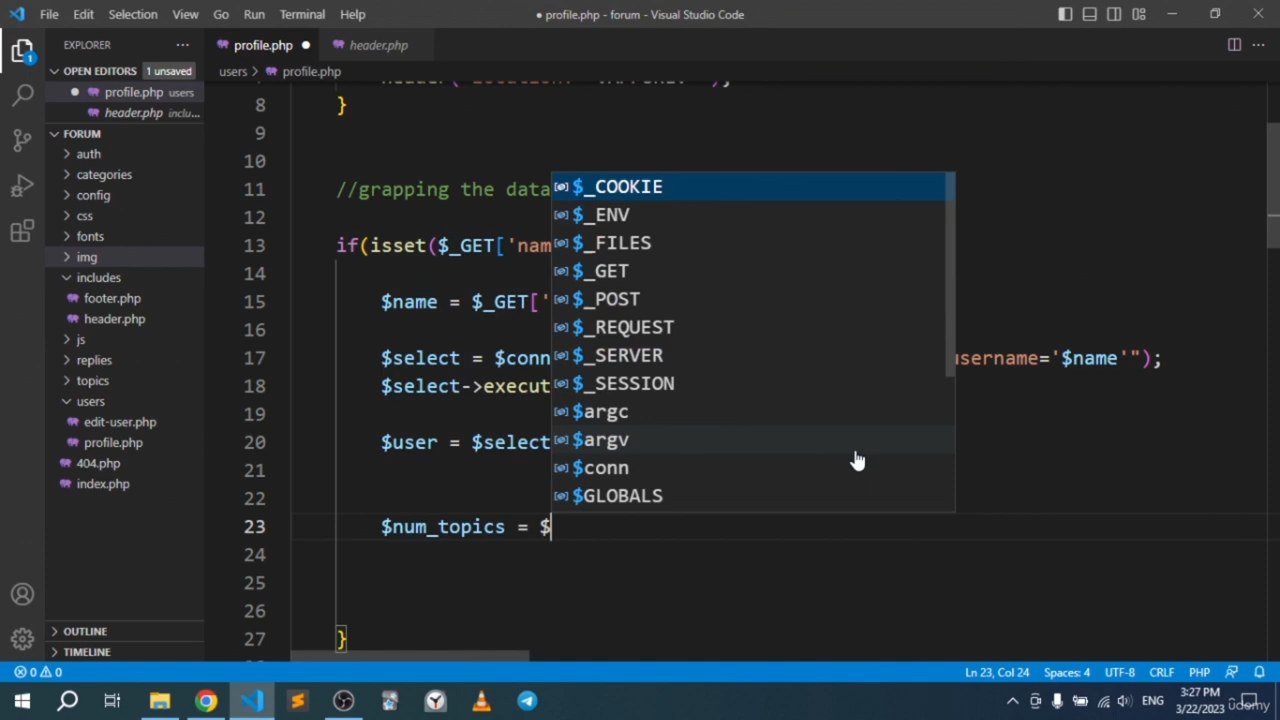 File Edit Selection View Go Run Terminal Help
● profile.php - forum - Visual Studio Code
EXPLORER
OPEN EDITORS 1 unsaved
profile.php users
header.php inclu...
FORUM
auth
categories
config
css
fonts
img
includes
footer.php
header.php
js
replies
topics
users
edit-user.php
profile.php
404.php
index.php
OUTLINE
TIMELINE
profile.php ●
header.php
users > profile.php
8 }
9
10
11 //grapping the data
12
13 if(isset($_GET['nam
14
15 $name = $_GET['
16
17 $select = $conn username='$name'");
18 $select->execut
19
20 $user = $select
21
22
23 $num_topics = $
24
25
26
27 }
$_COOKIE
$_ENV
$_FILES
$_GET
$_POST
$_REQUEST
$_SERVER
$_SESSION
$argc
$argv
$conn
$GLOBALS
1
0 0
Ln 23, Col 24 Spaces: 4 UTF-8 CRLF PHP
ENG
3:27 PM
3/22/2023
udemy